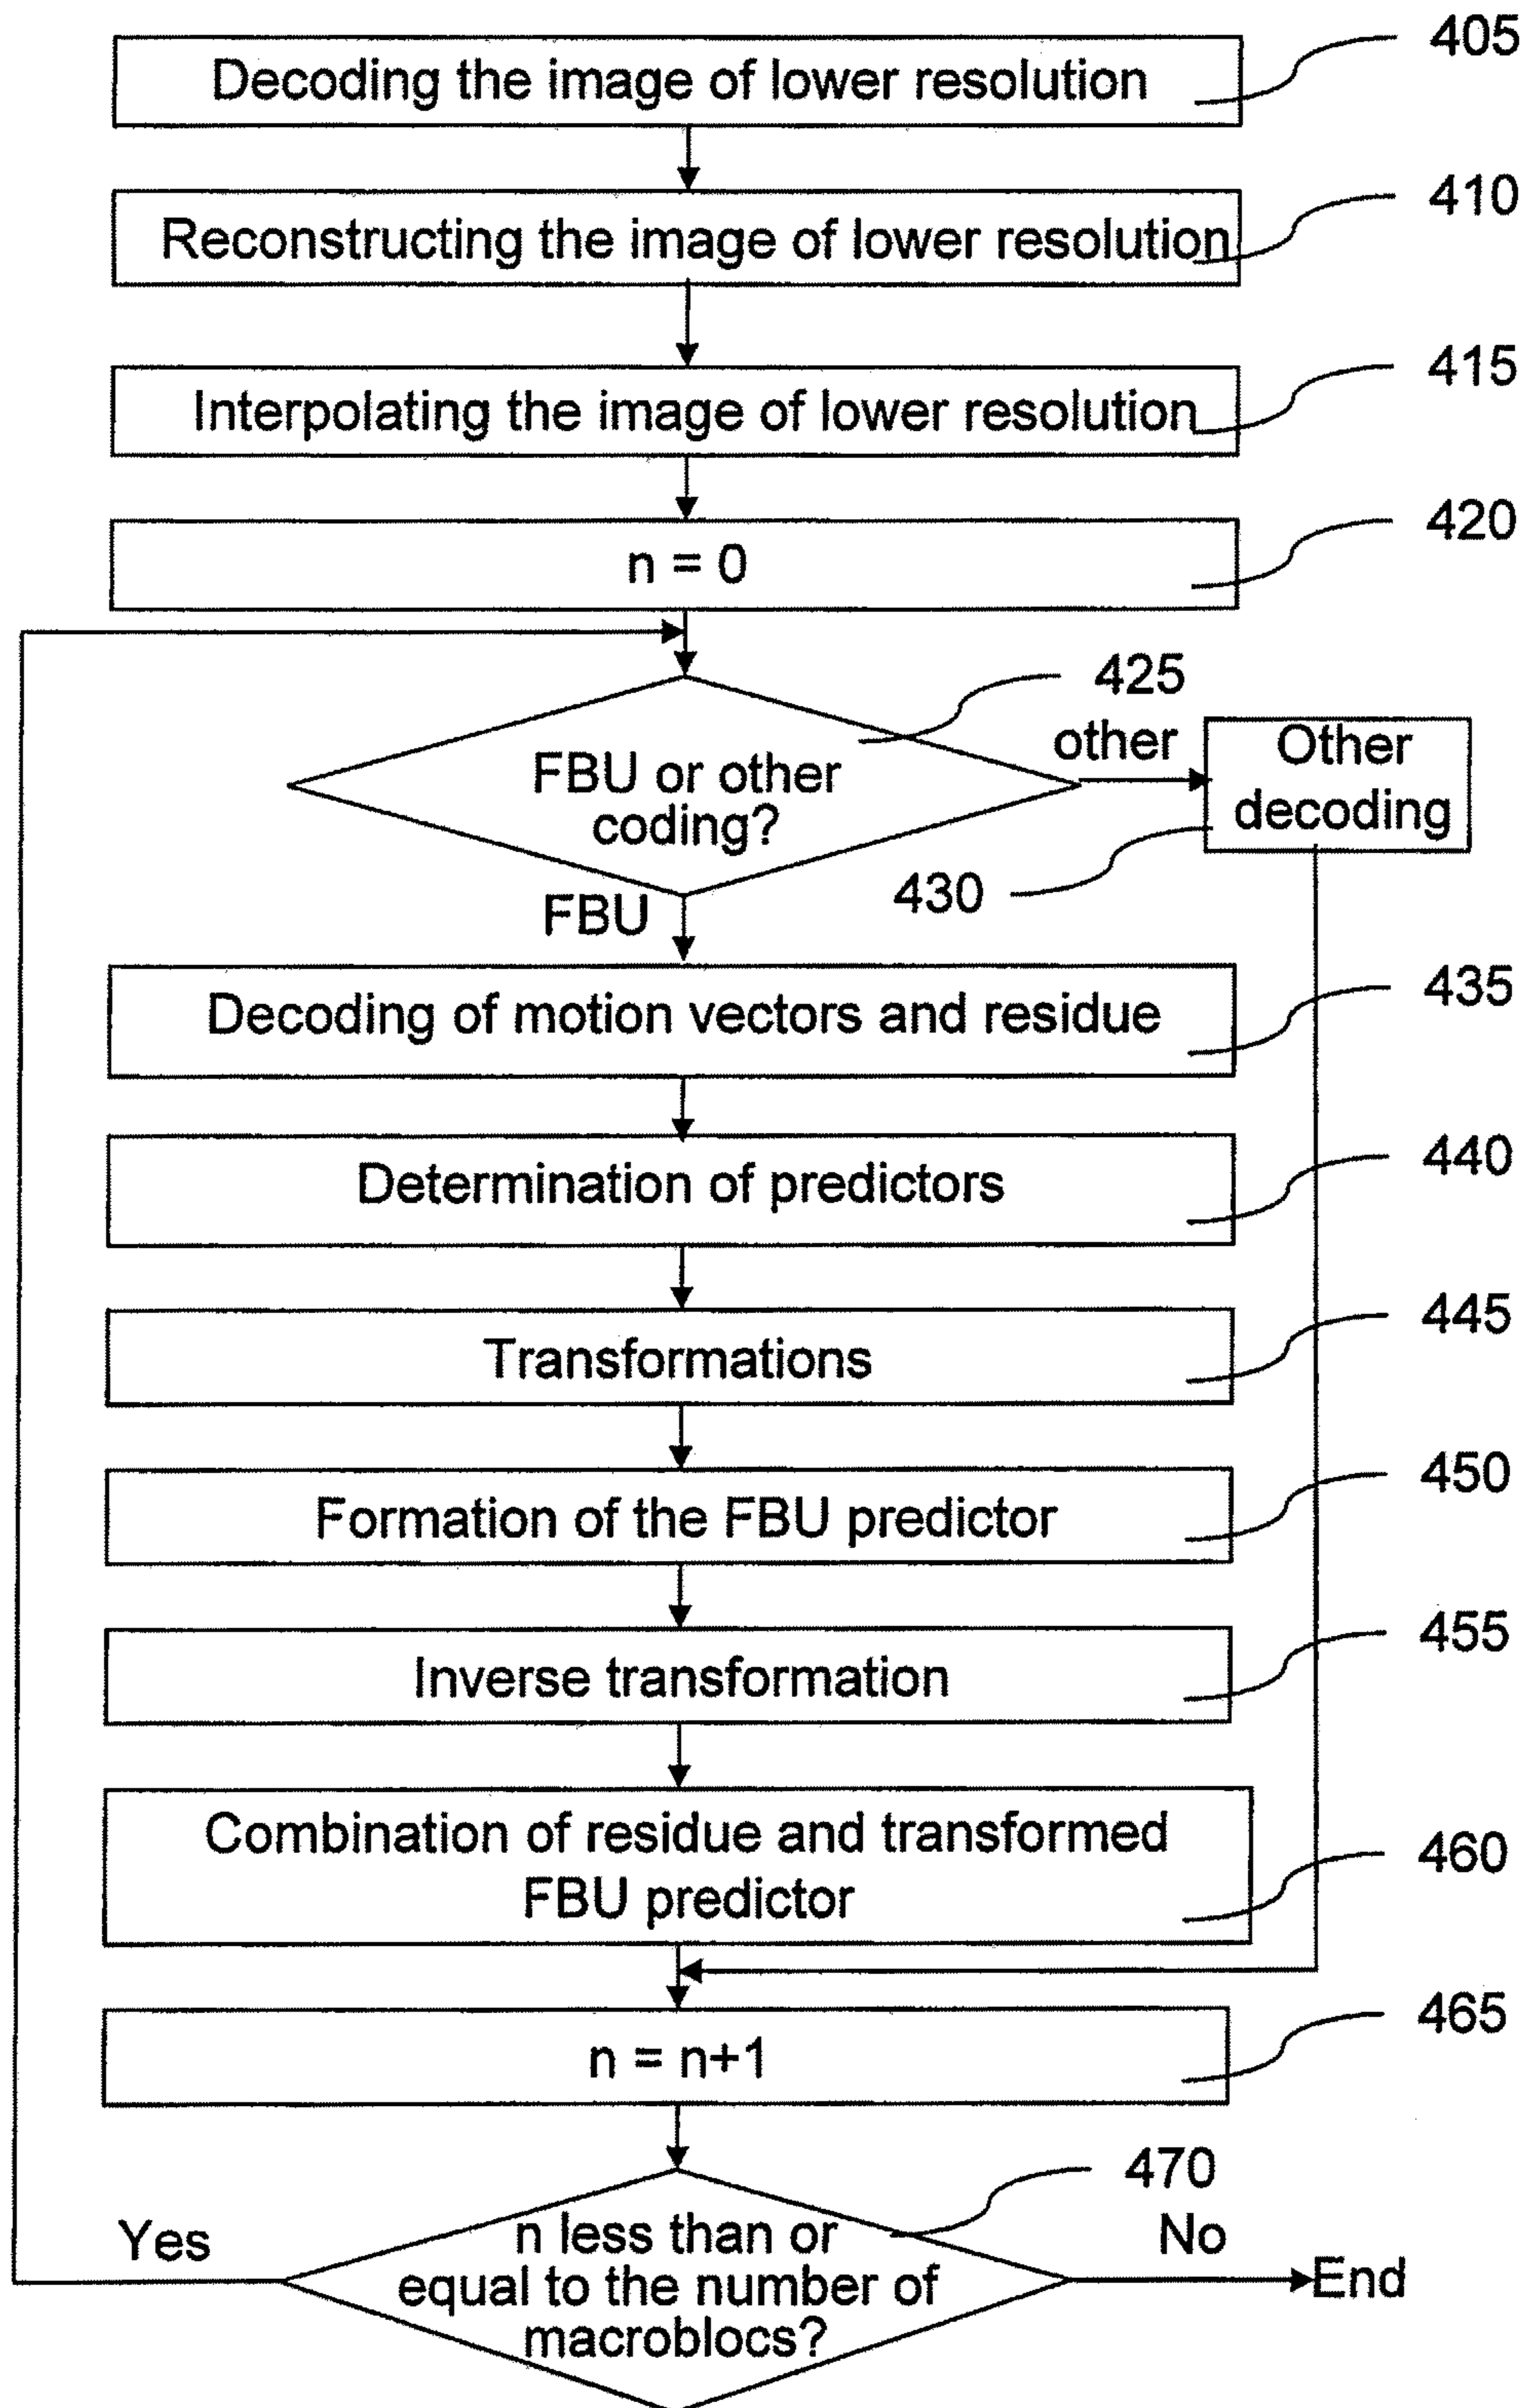 Decoding the image of lower resolution
405
Reconstructing the image of lower resolution
410
Interpolating the image of lower resolution
415
n = 0
420
425
FBU or other
coding?
other
Other
decoding
430
FBU
Decoding of motion vectors and residue
435
Determination of predictors
440
Transformations
445
Formation of the FBU predictor
450
Inverse transformation
455
Combination of residue and transformed
FBU predictor
460
n = n+1
465
470
n less than or
equal to the number of
macroblocs?
Yes
No
End